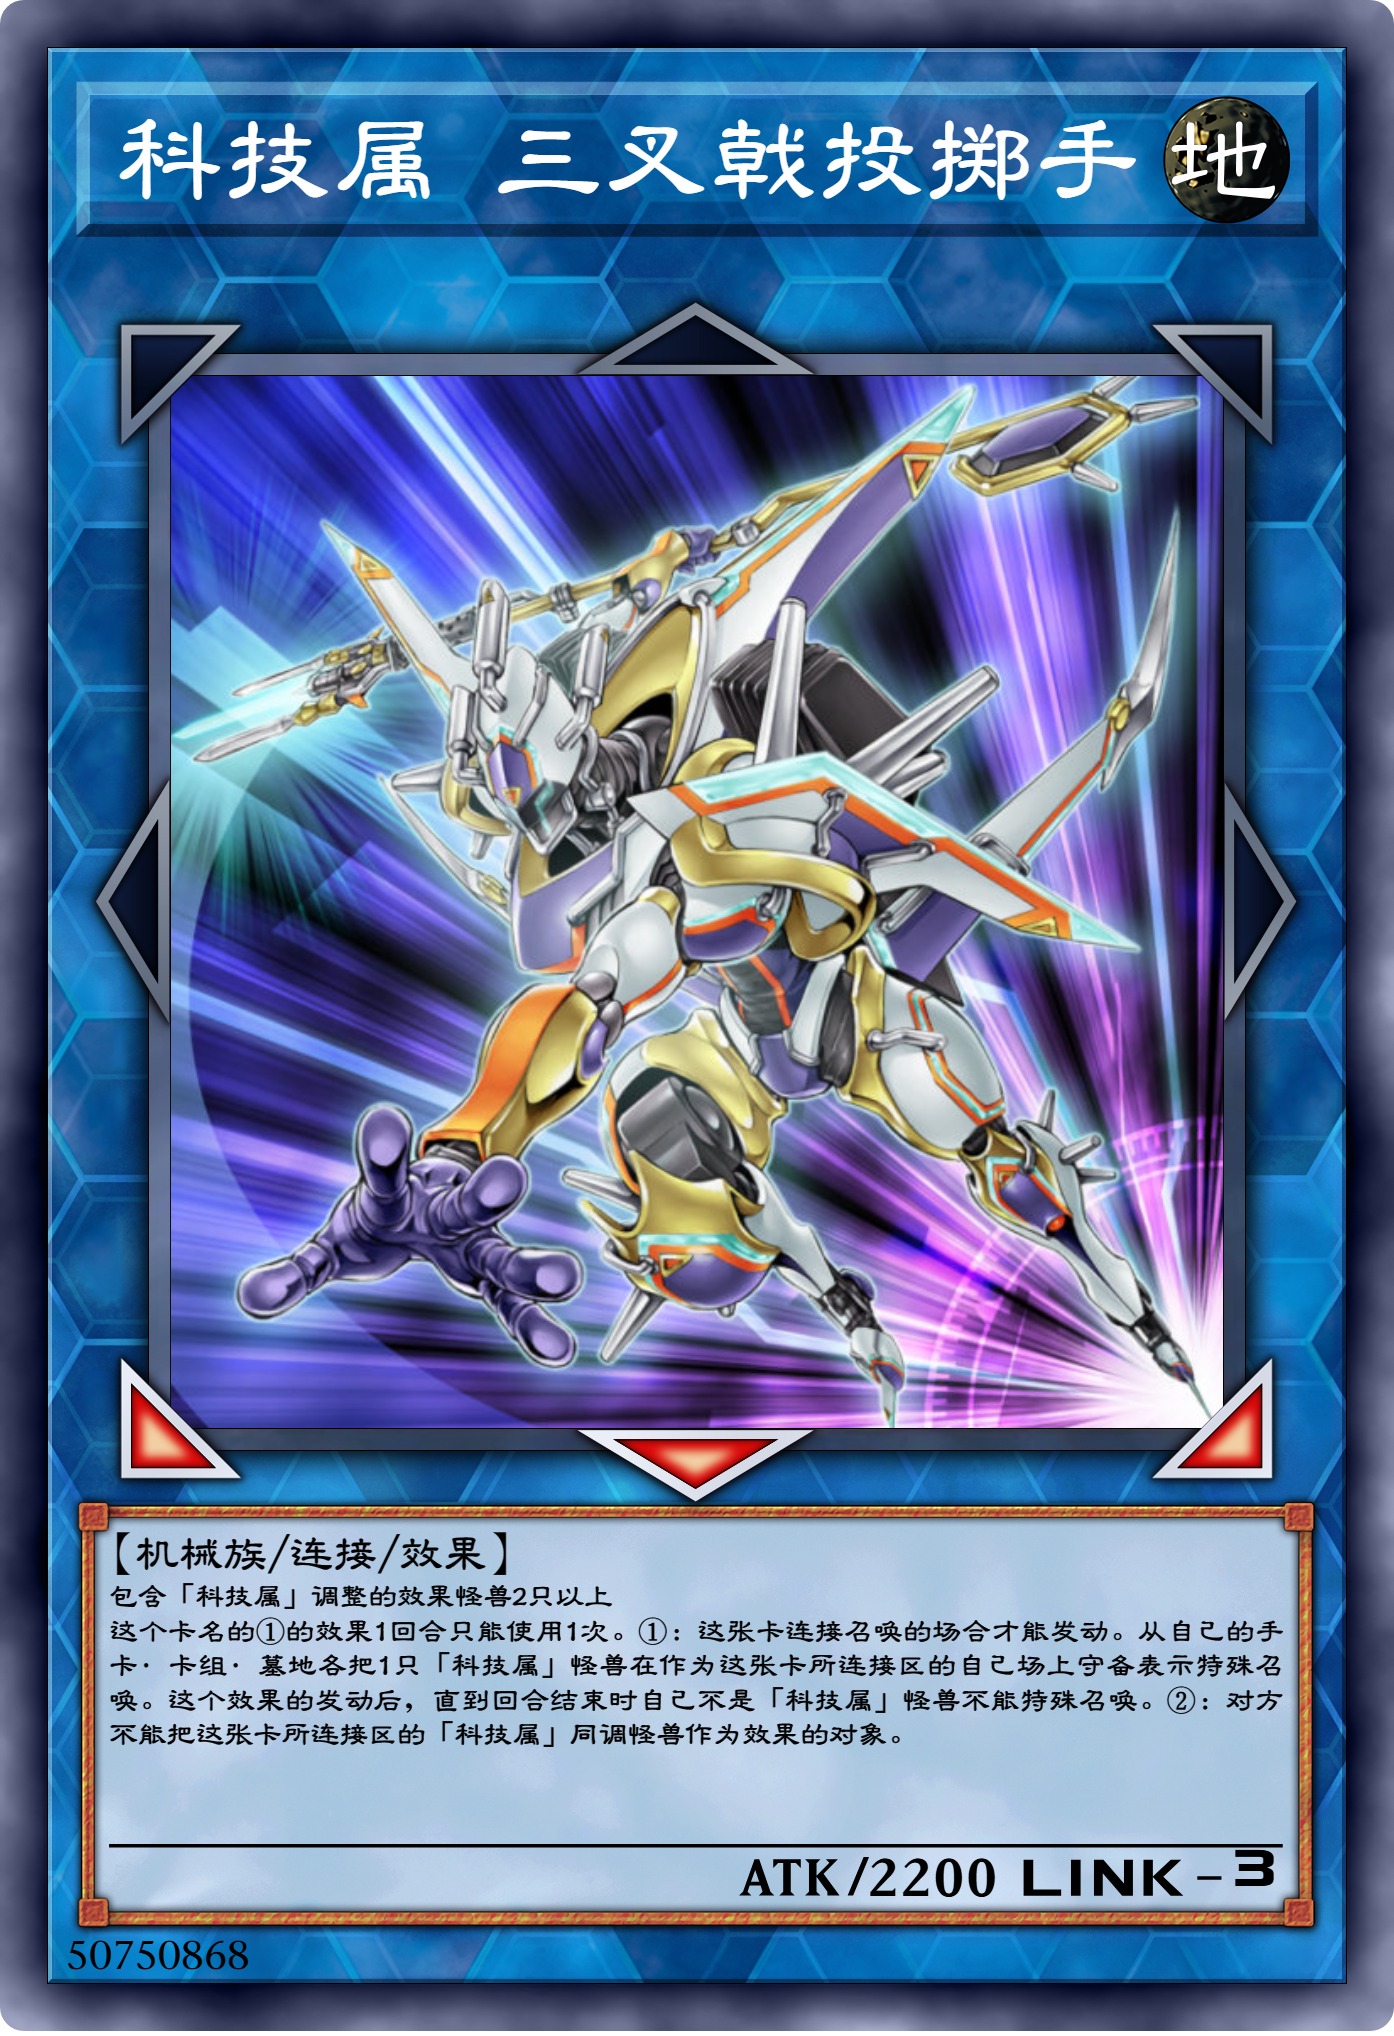 科技属 三叉戟投掷手 地
【机械族/连接/效果】
包含「科技属」调整的效果怪兽2只以上
这个卡名的①的效果1回合只能使用1次。①：这张卡连接召唤的场合才能发动。从自己的手
卡·卡组·墓地各把1只「科技属」怪兽在作为这张卡所连接区的自己场上守备表示特殊召
唤。这个效果的发动后，直到回合结束时自己不是「科技属」怪兽不能特殊召唤。②：对方
不能把这张卡所连接区的「科技属」同调怪兽作为效果的对象。
ATK/2200 LINK-3
50750868